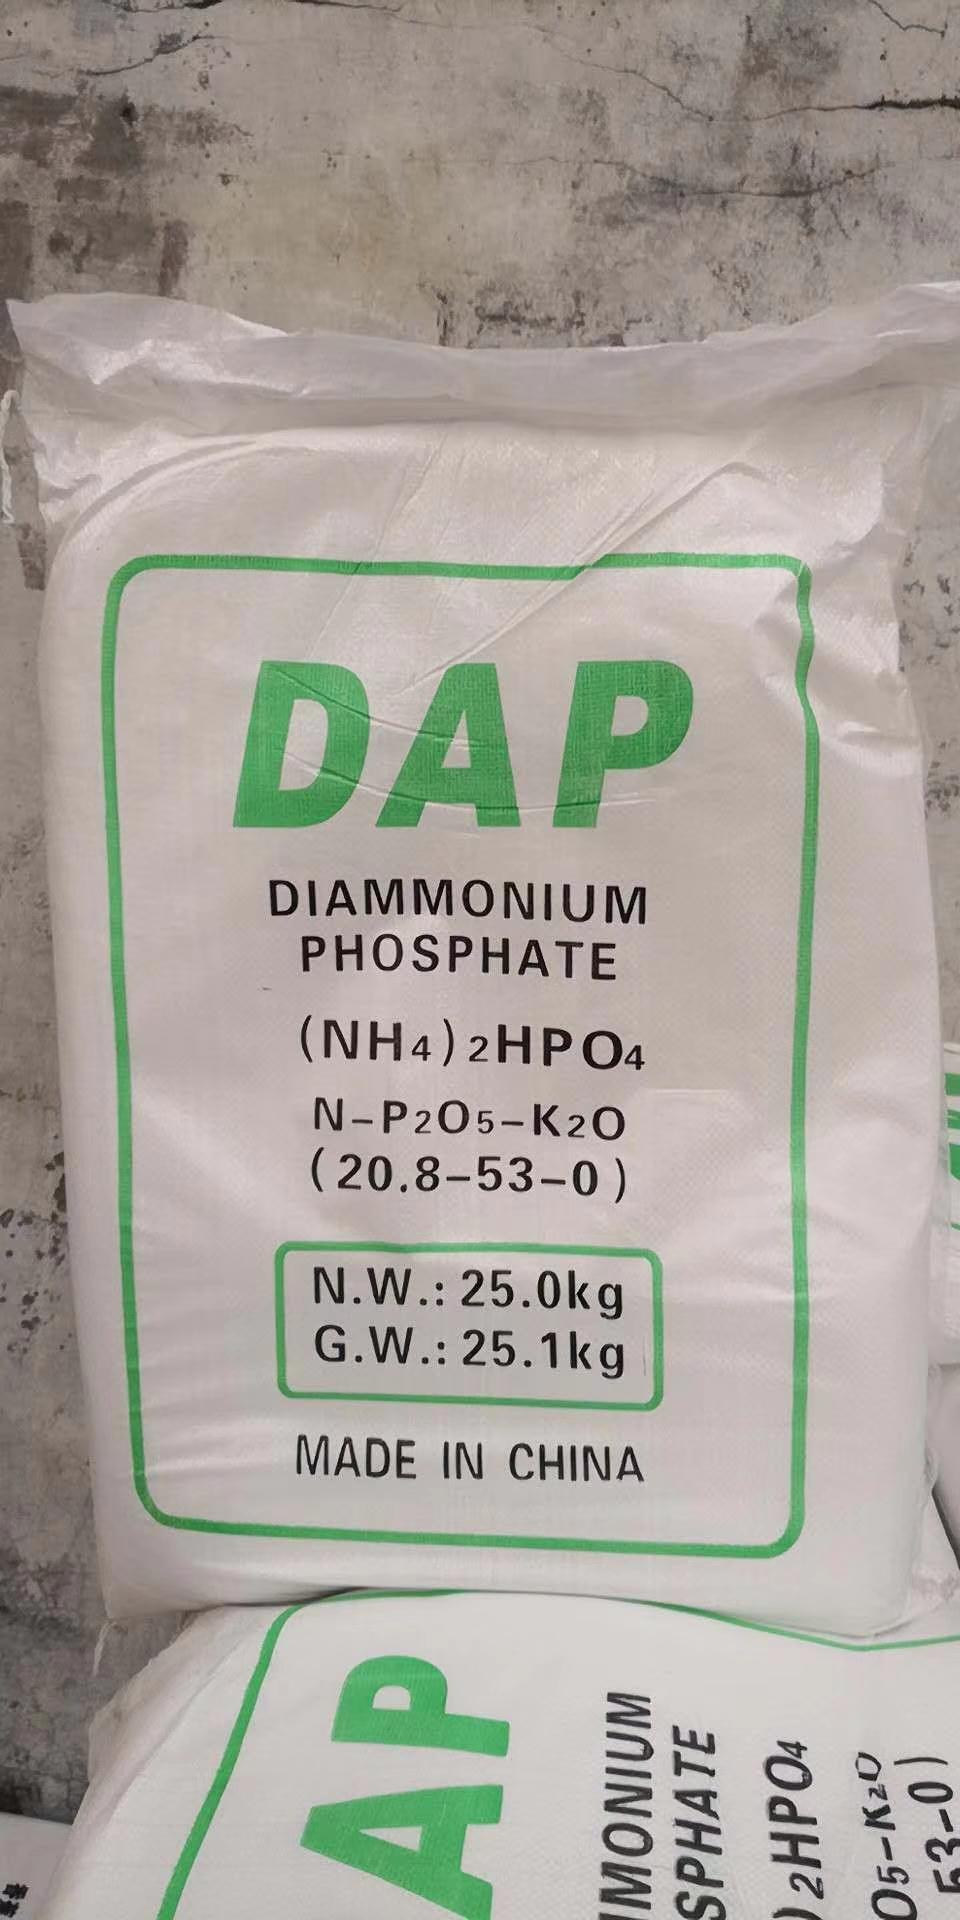 DAP
DIAMMONIUM
PHOSPHATE
(NH4)2HPO4
N-P2O5-K2O
(20.8-53-0)
N.W.: 25.0kg
G.W.: 25.1kg
MADE IN CHINA
AP
MMONIUM
SPHATE
)2HPO4
O5-K2O
53-0)